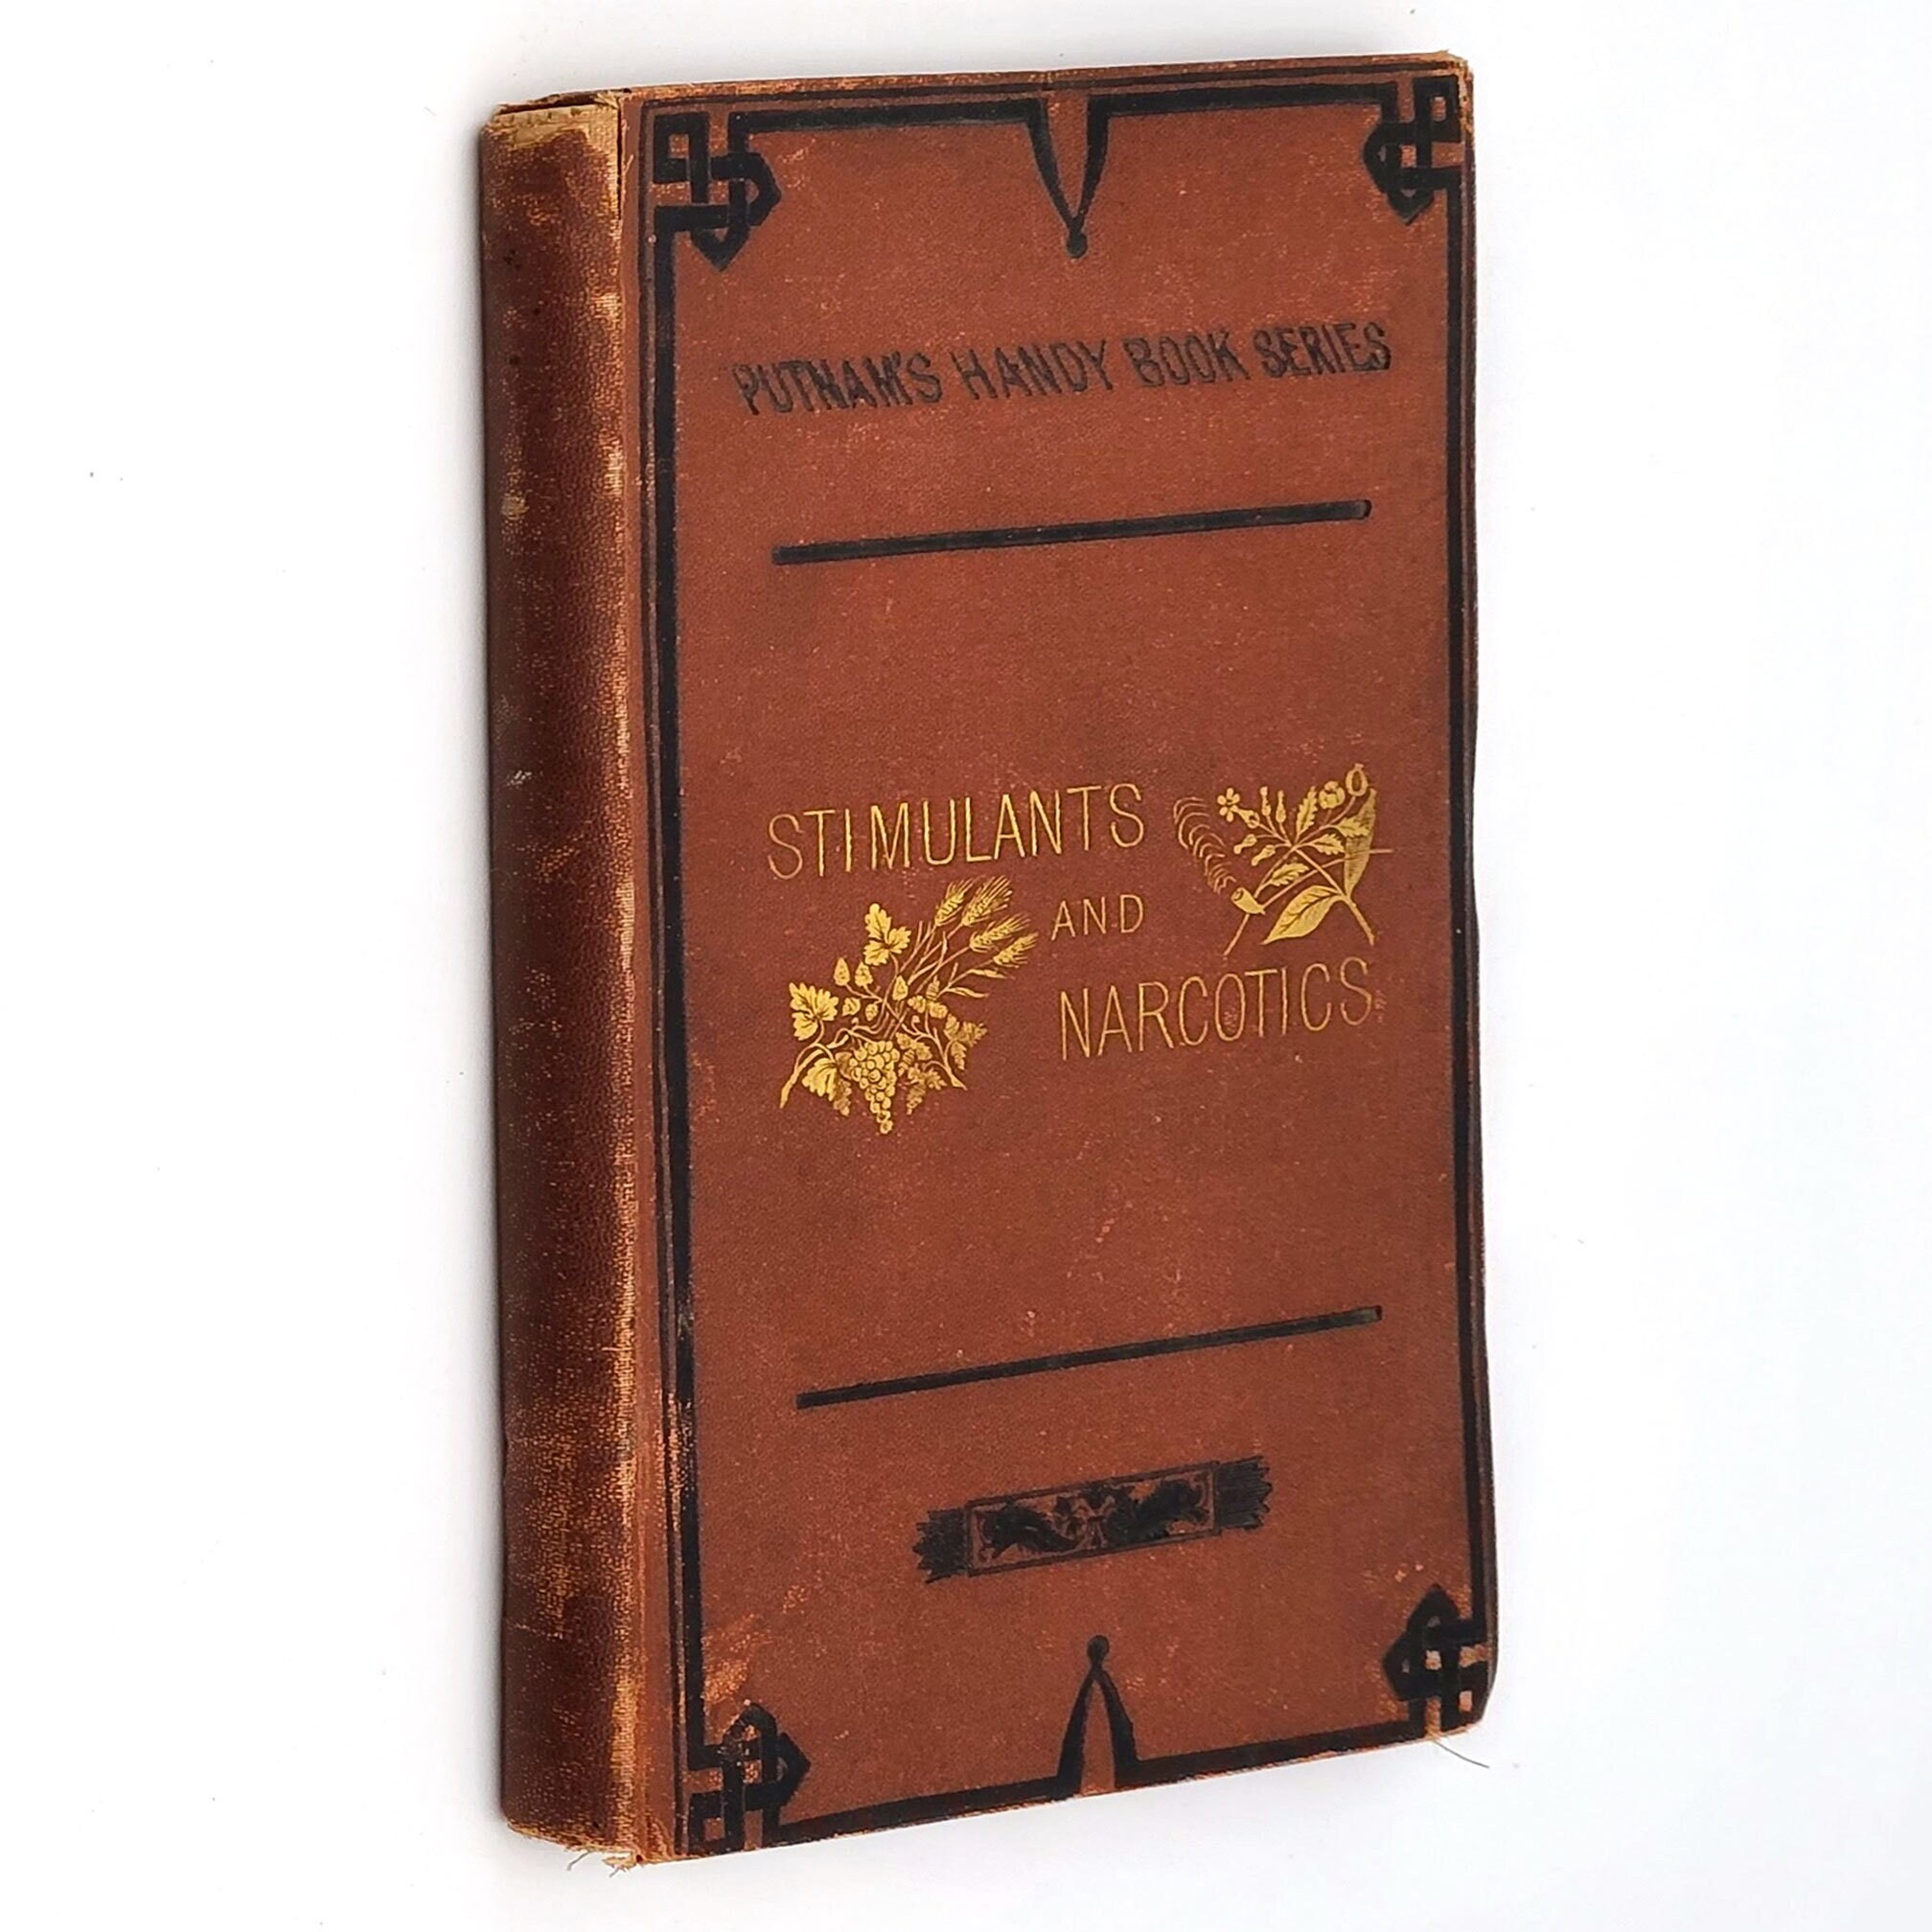 PUTNAM'S HANDY BOOK SERIES
STIMULANTS
AND
NARCOTICS